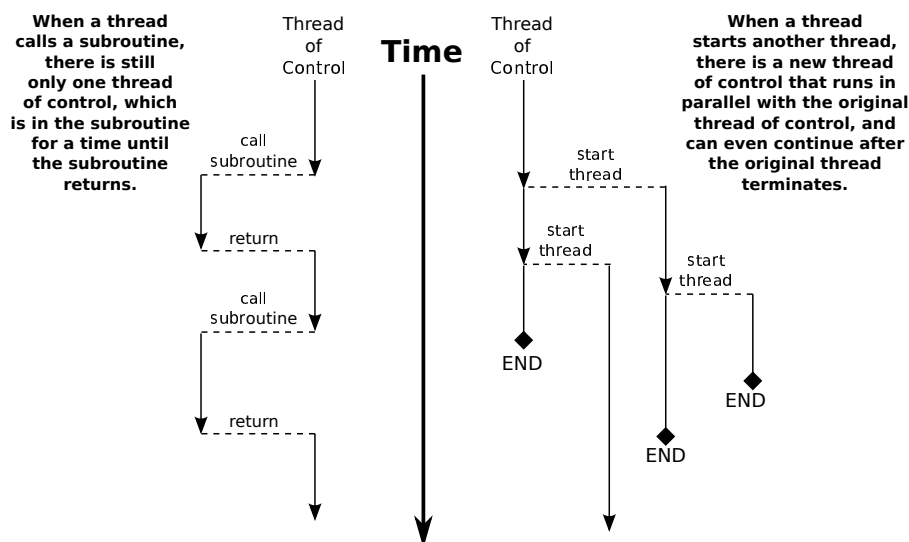 When a thread
calls a subroutine,
there is still
only one thread
of control, which
is in the subroutine
for a time until
the subroutine
returns.
Thread
of
Control
call
subroutine
return
call
subroutine
return
Time
Thread
of
Control
start
thread
start
thread
start
thread
END
END
END
When a thread
starts another thread,
there is a new thread
of control that runs in
parallel with the original
thread of control, and
can even continue after
the original thread
terminates.